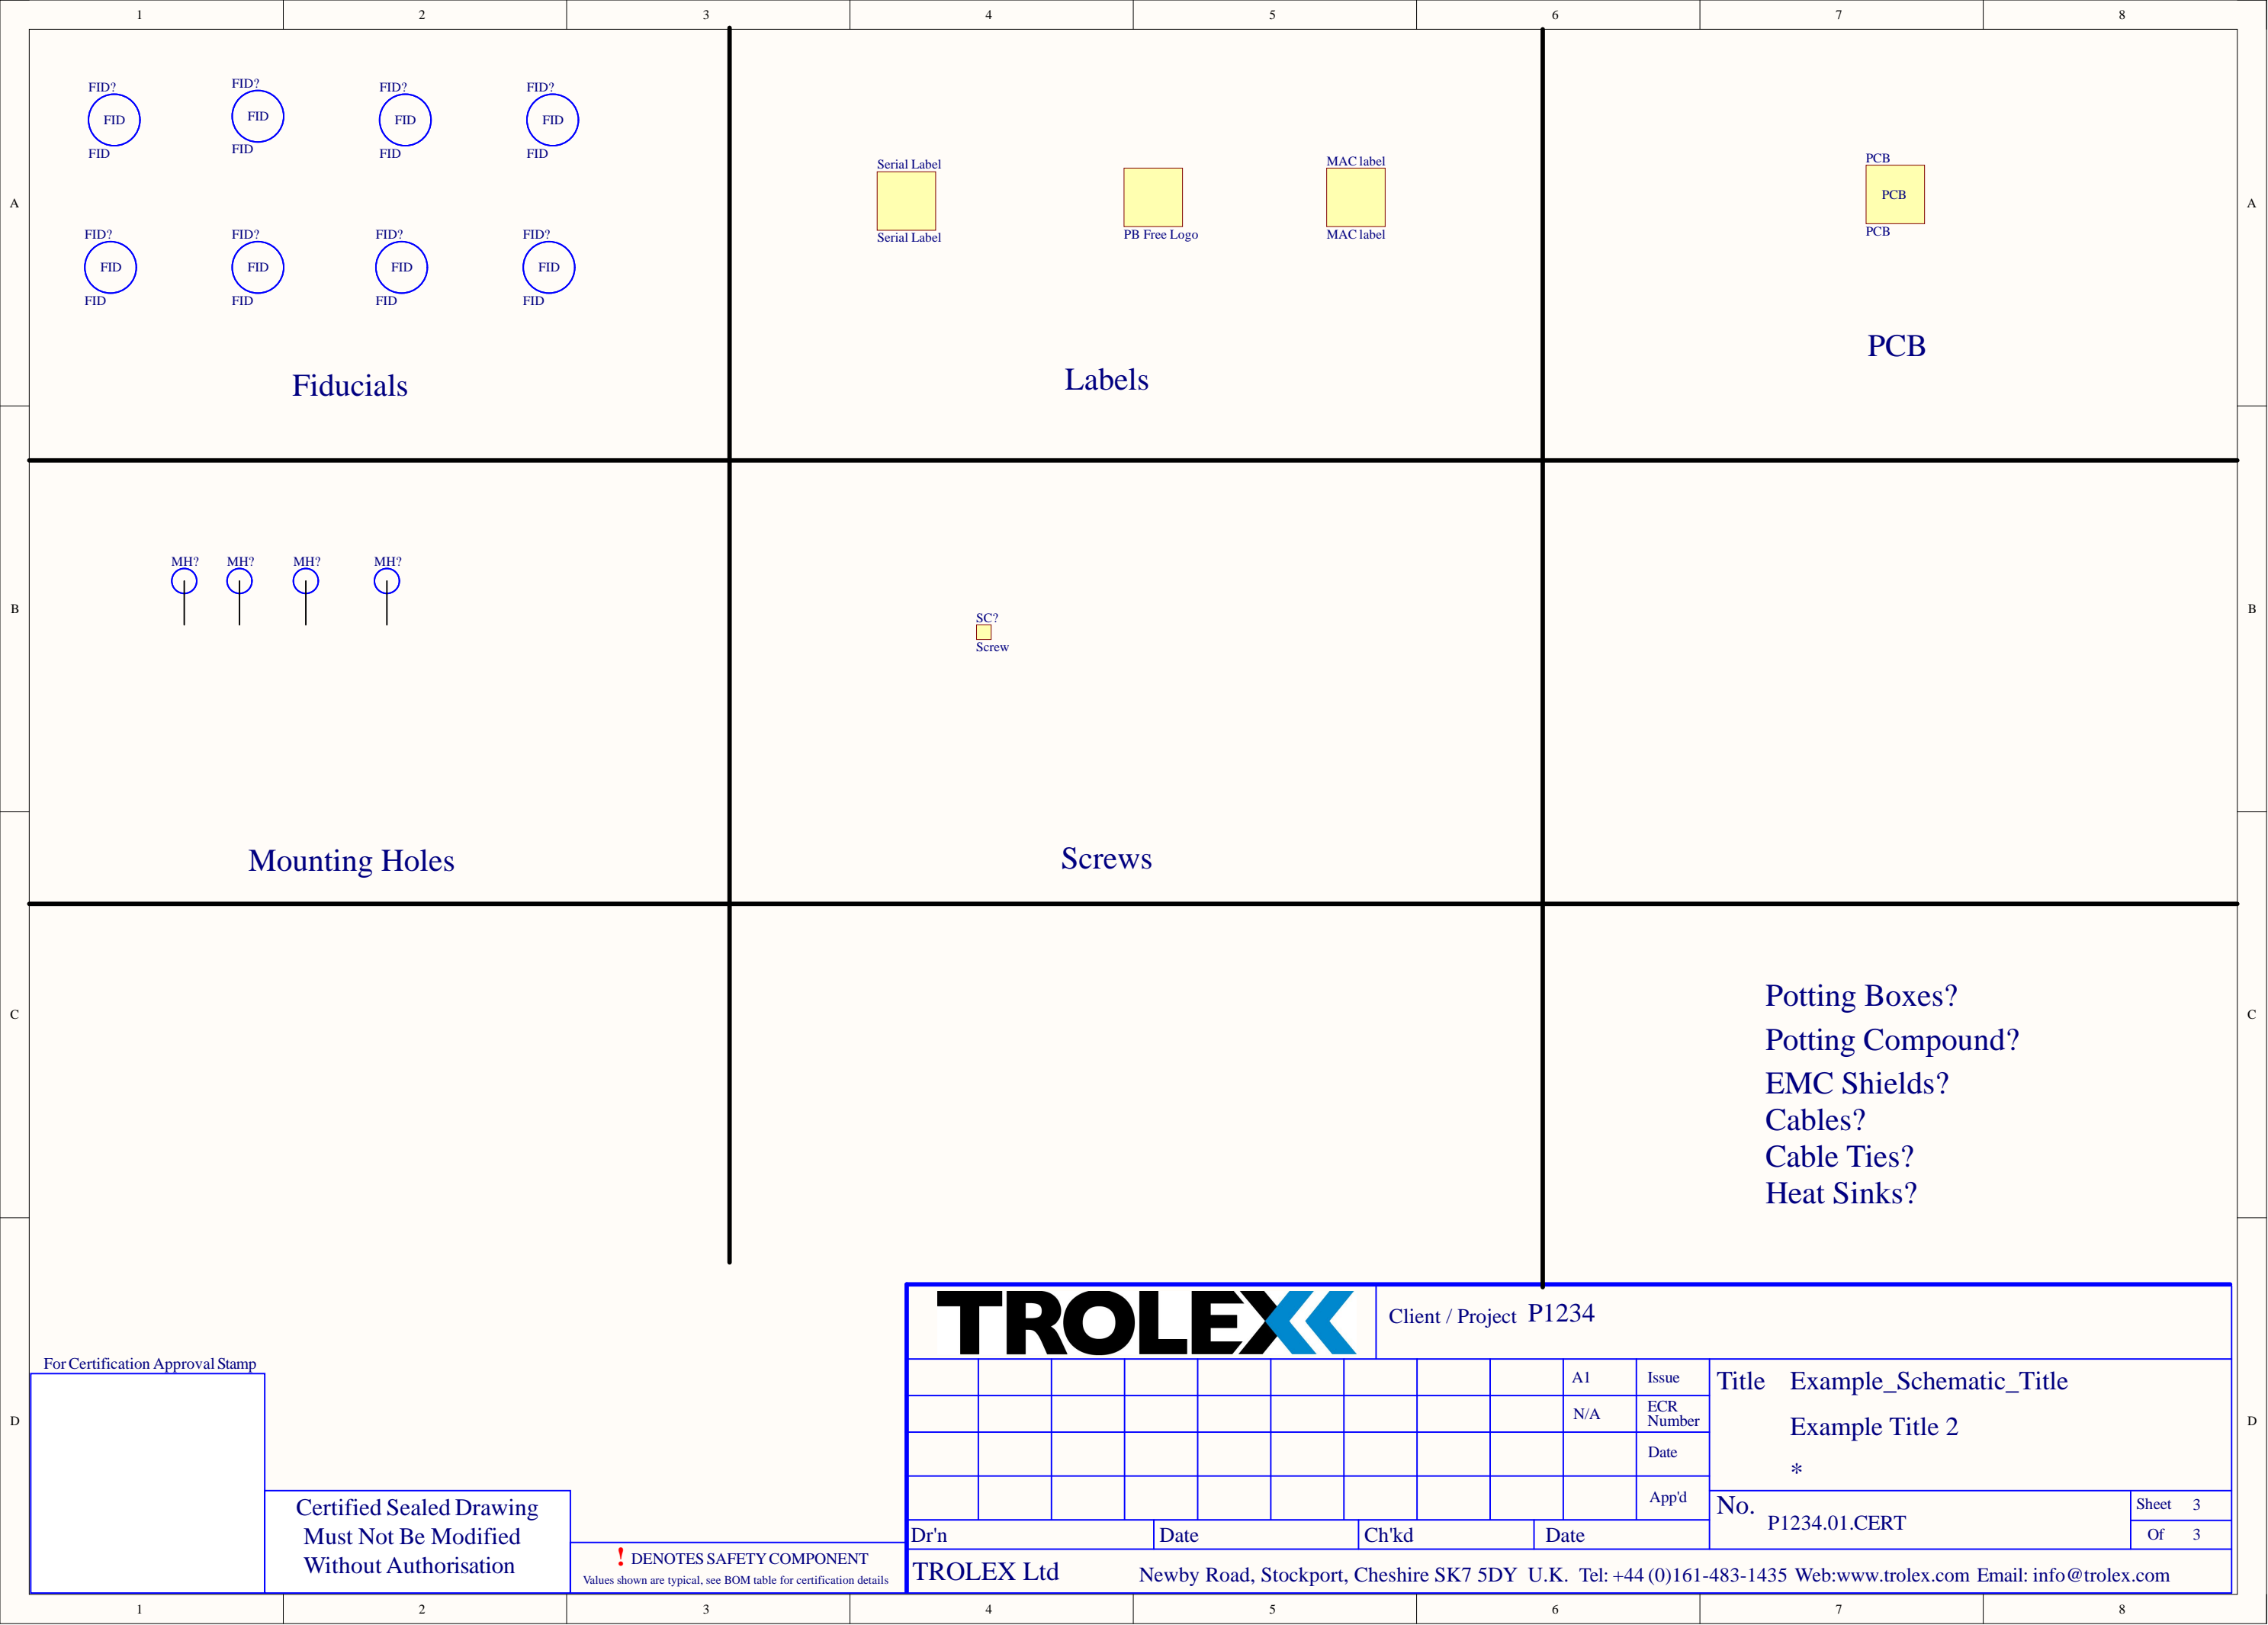 1 2 3 4 5 6 7 8
A A
FID? FID? FID? FID?
FID FID FID FID
FID FID FID FID
FID? FID? FID? FID?
FID FID FID FID
FID FID FID FID
Fiducials
Serial Label MAC label
Serial Label PB Free Logo MAC label
Labels
PCB
PCB
PCB
PCB
B B
MH? MH? MH? MH?
Mounting Holes
SC?
Screw
Screws
C C
Potting Boxes?
Potting Compound?
EMC Shields?
Cables?
Cable Ties?
Heat Sinks?
D D
For Certification Approval Stamp
Certified Sealed Drawing
Must Not Be Modified
Without Authorisation
! DENOTES SAFETY COMPONENT
Values shown are typical, see BOM table for certification details
TROLEX
Client / Project P1234
A1 Issue
N/A ECR Number
Date
App'd
Title Example_Schematic_Title
Example Title 2
*
No. P1234.01.CERT
Sheet 3
Of 3
Dr'n Date Ch'kd Date
TROLEX Ltd Newby Road, Stockport, Cheshire SK7 5DY U.K. Tel: +44 (0)161-483-1435 Web:www.trolex.com Email: info@trolex.com
1 2 3 4 5 6 7 8